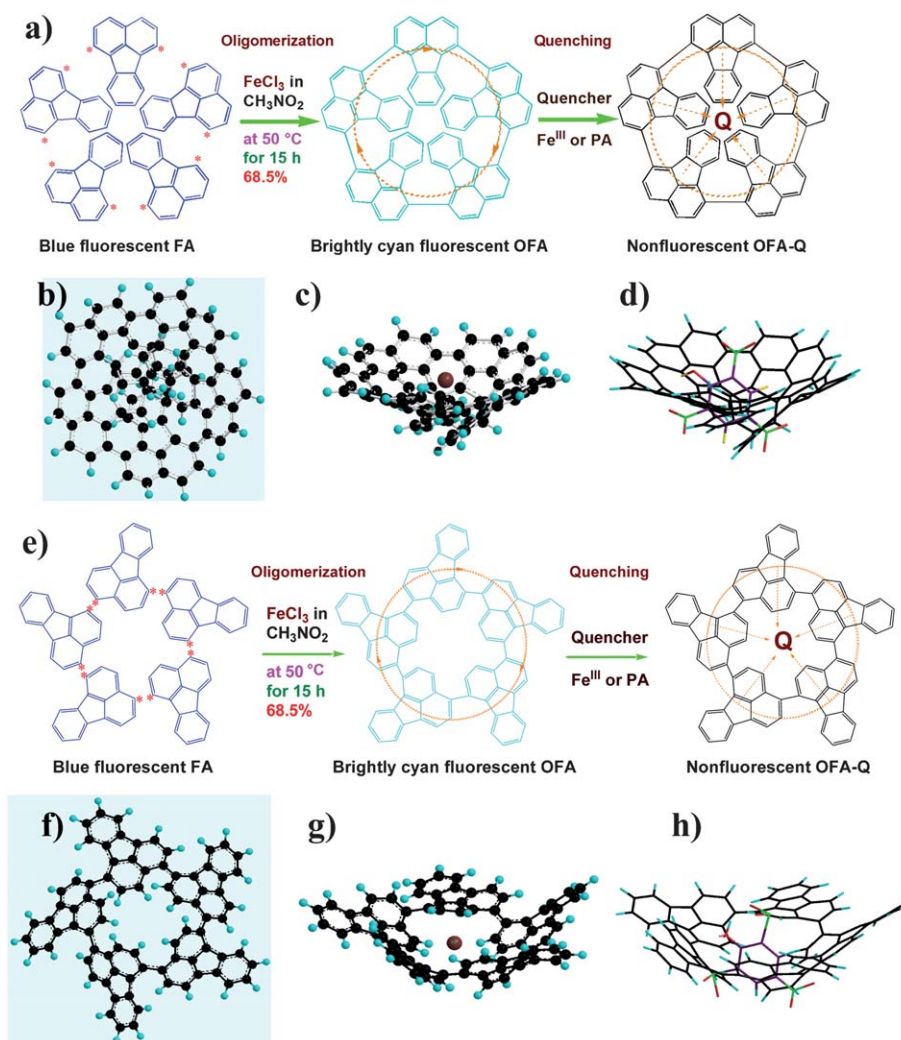 a)
Oligomerization
FeCl3 in
CH3NO2
at 50 °C
for 15 h
68.5%
Quenching
Quencher
FeIII or PA
Q
Blue fluorescent FA
Brightly cyan fluorescent OFA
Nonfluorescent OFA-Q
b)
c)
d)
e)
Oligomerization
FeCl3 in
CH3NO2
at 50 °C
for 15 h
68.5%
Quenching
Quencher
FeIII or PA
Q
Blue fluorescent FA
Brightly cyan fluorescent OFA
Nonfluorescent OFA-Q
f)
g)
h)